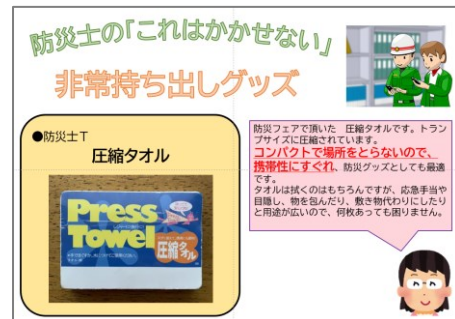 防災士の「これはかかせない」
非常持ち出しグッズ
●防災士T
圧縮タオル
Press
Towel
圧縮タオル
防災フェアで頂いた 圧縮タオルです。トラン
プサイズに圧縮されています。
コンパクトで場所をとらないので、
携帯性にすぐれ、防災グッズとしても最適
です。
タオルは拭くのはもちろんですが、応急手当や
目隠し、物を包んだり、敷き物代わりにしたり
と用途が広いので、何枚あっても困りません。